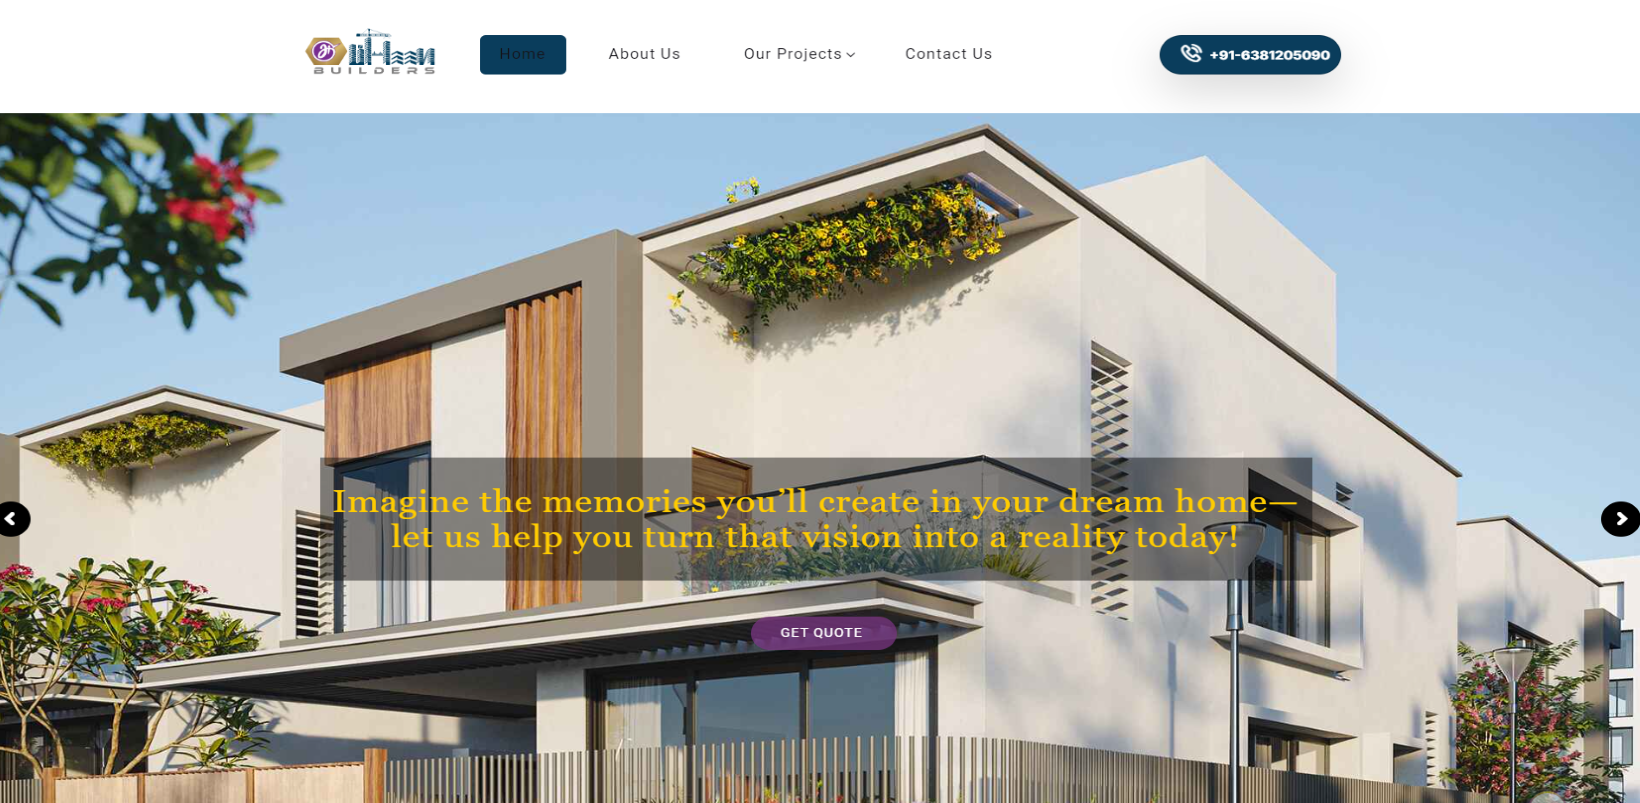 BUILDERS
Home
About Us
Our Projects
Contact Us
+91-6381205090
Imagine the memories you’ll create in your dream home—
let us help you turn that vision into a reality today!
GET QUOTE